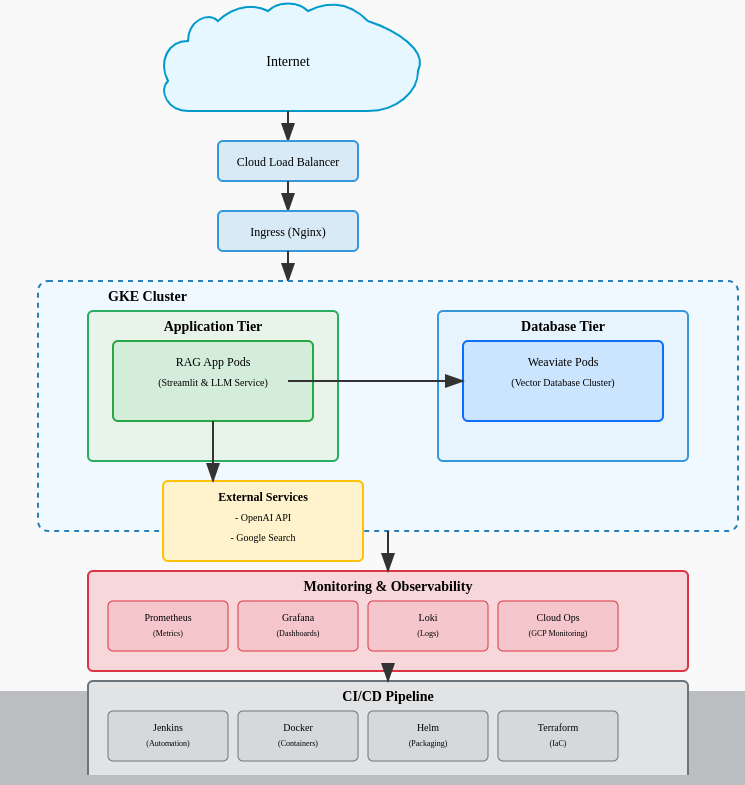 Internet
Cloud Load Balancer
Ingress (Nginx)
GKE Cluster
Application Tier
RAG App Pods
(Streamlit & LLM Service)
Database Tier
Weaviate Pods
(Vector Database Cluster)
External Services
- OpenAI API
- Google Search
Monitoring & Observability
Prometheus
(Metrics)
Grafana
(Dashboards)
Loki
(Logs)
Cloud Ops
(GCP Monitoring)
CI/CD Pipeline
Jenkins
(Automation)
Docker
(Containers)
Helm
(Packaging)
Terraform
(IaC)